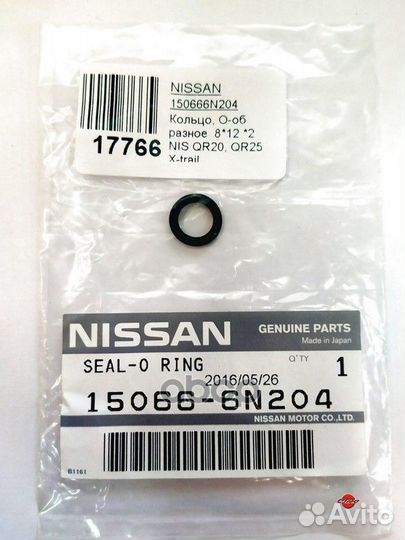 NISSAN
150666N204
Кольцо, О-об
разное 8*12 *2
NIS QR20, QR25
X-trail
17766
NISSAN
GENUINE PARTS
Made in Japan
SEAL-O RING
Q'TY
1
2016/05/26
15066-6N204
NISSAN MOTOR CO.,LTD.
B1161
Avito